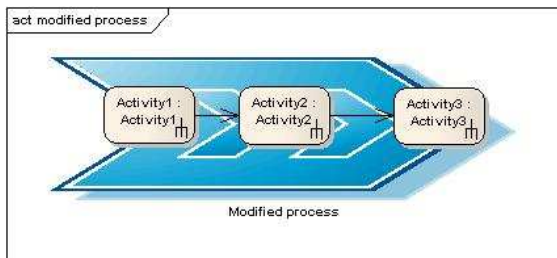 act modified process
Activity1 :
Activity1
Activity2 :
Activity2
Activity3 :
Activity3
Modified process